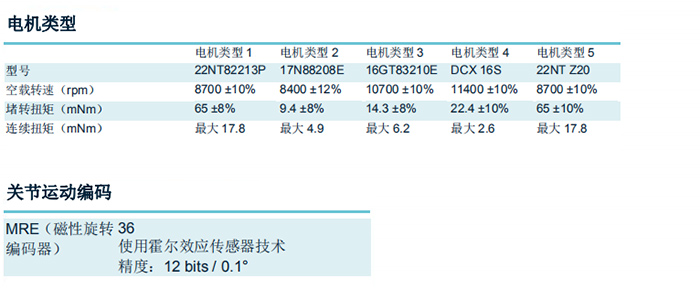 电机类型
电机类型 1 电机类型 2 电机类型 3 电机类型 4 电机类型 5
型号 22NT82213P 17N88208E 16GT83210E DCX 16S 22NT Z20
空载转速（rpm） 8700 ±10% 8400 ±12% 10700 ±10% 11400 ±10% 8700 ±10%
堵转扭矩（mNm） 65 ±8% 9.4 ±8% 14.3 ±8% 22.4 ±10% 65 ±10%
连续扭矩（mNm） 最大 17.8 最大 4.9 最大 6.2 最大 2.6 最大 17.8
关节运动编码
MRE（磁性旋转 36
编码器） 使用霍尔效应传感器技术
精度：12 bits / 0.1°